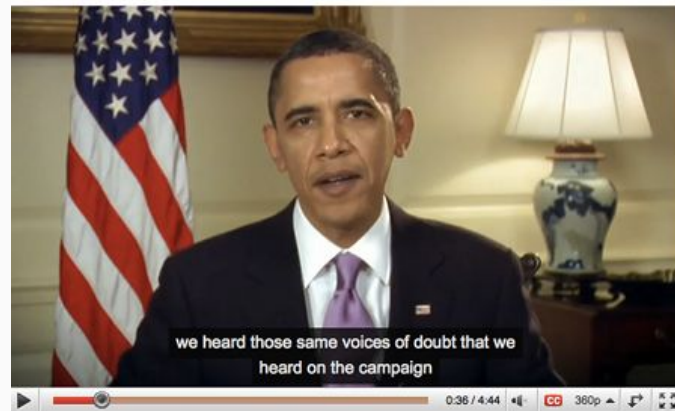 we heard those same voices of doubt that we
heard on the campaign
0:36 / 4:44 CC 360p